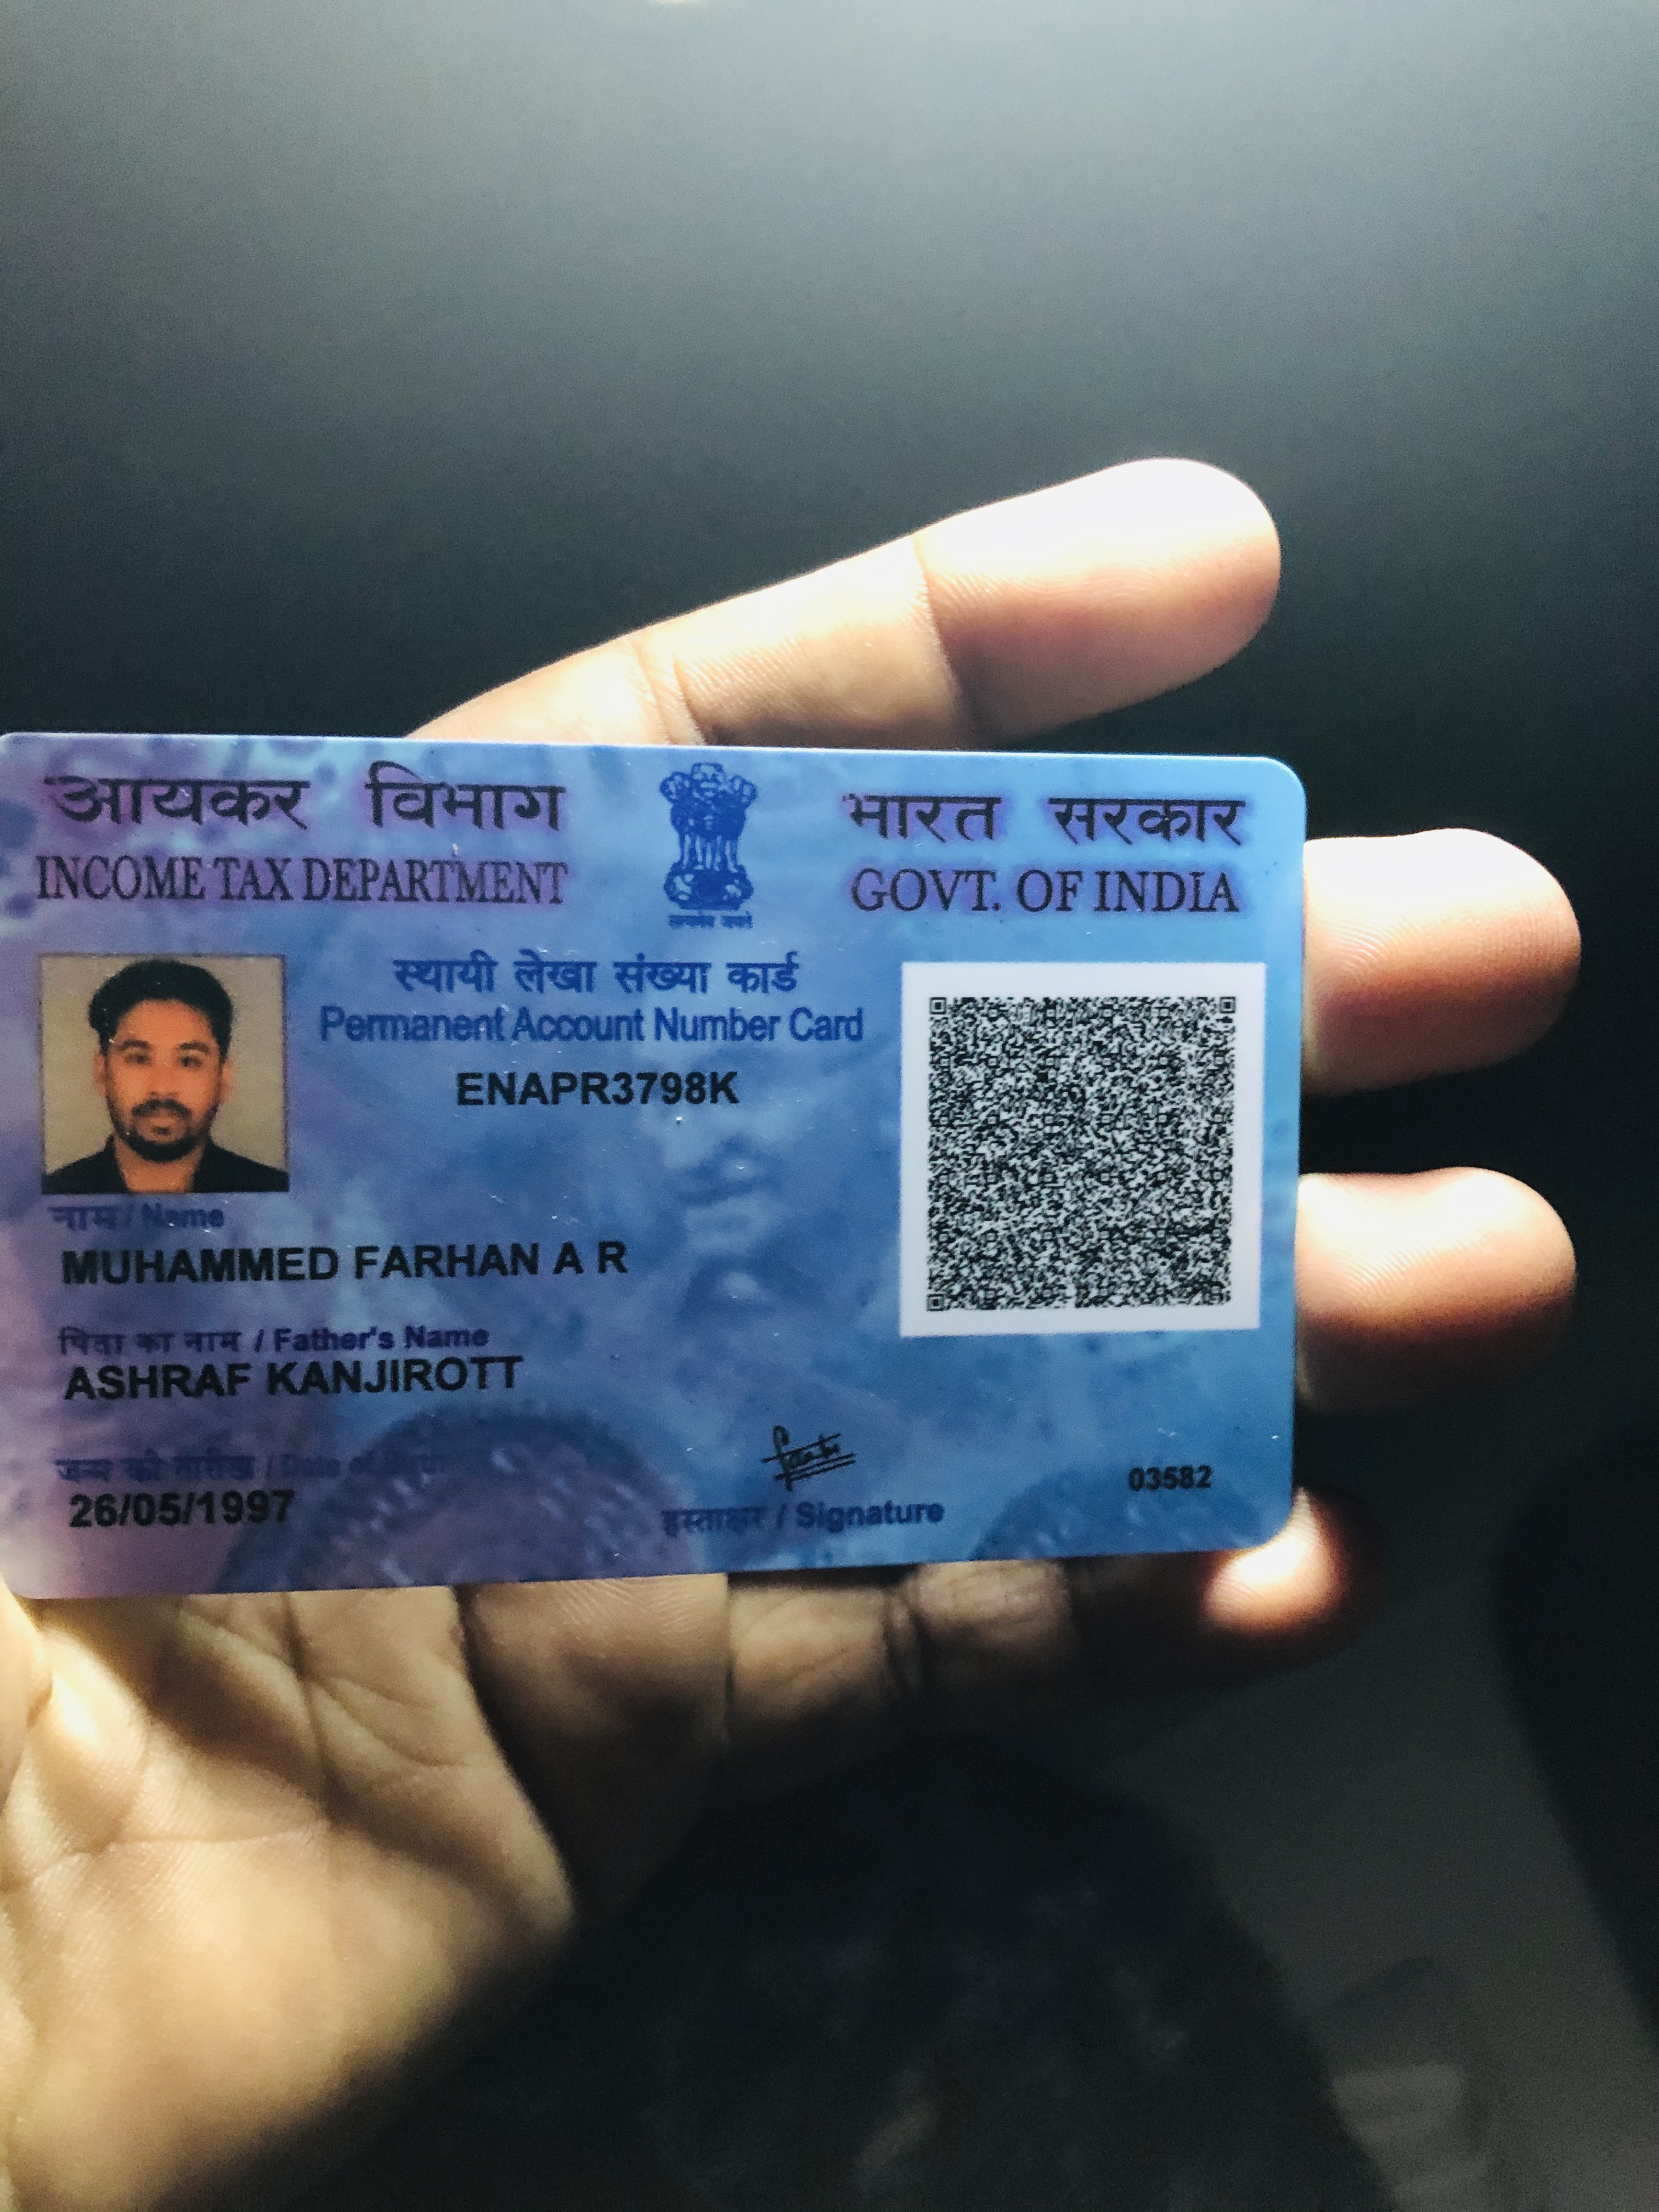 आयकर विभाग
INCOME TAX DEPARTMENT
सत्यमेव जयते
भारत सरकार
GOVT. OF INDIA
स्थायी लेखा संख्या कार्ड
Permanent Account Number Card
ENAPR3798K
नाम / Name
MUHAMMED FARHAN A R
पिता का नाम / Father's Name
ASHRAF KANJIROTT
जन्म की तारीख / Date of Birth
26/05/1997
हस्ताक्षर / Signature
03582